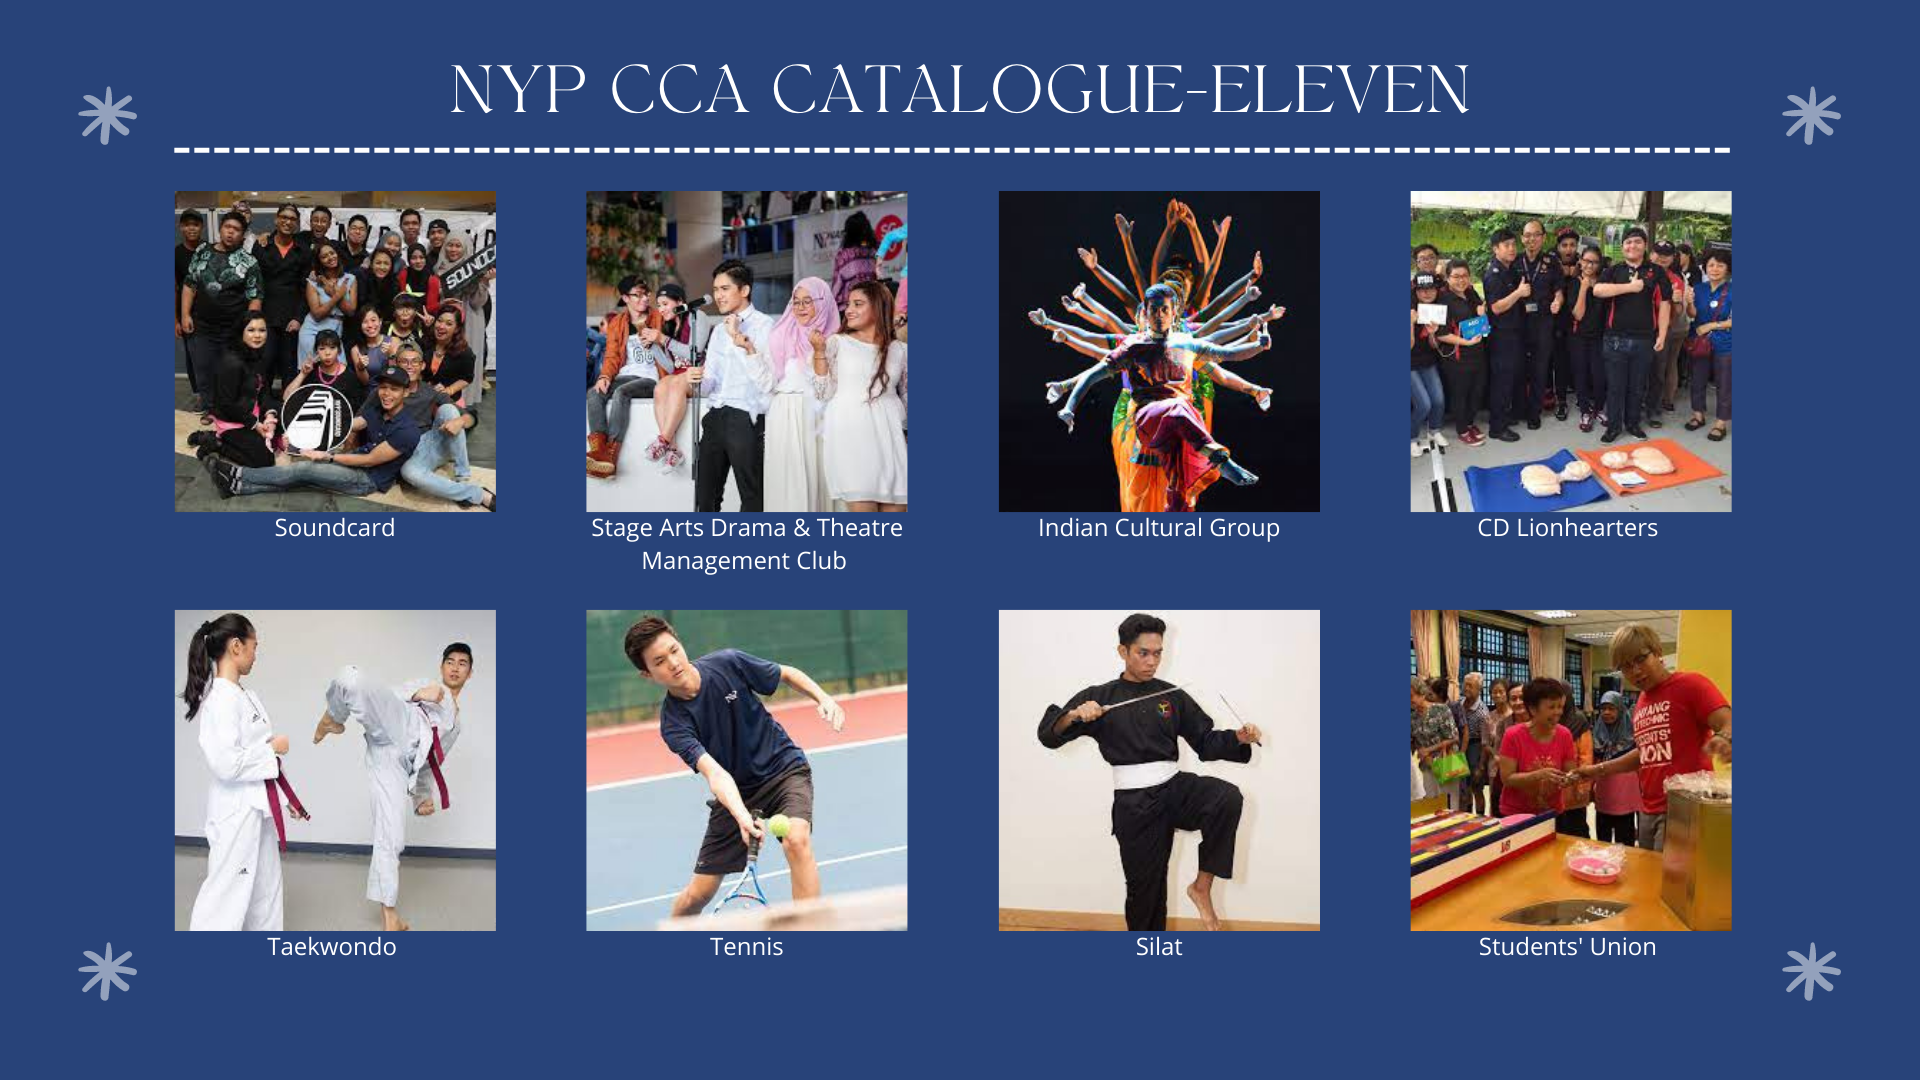 NYP CCA CATALOGUE-ELEVEN
SOUNDC
Soundcard
Stage Arts Drama & Theatre
Management Club
Indian Cultural Group
CD Lionhearters
Taekwondo
Tennis
Silat
Students' Union